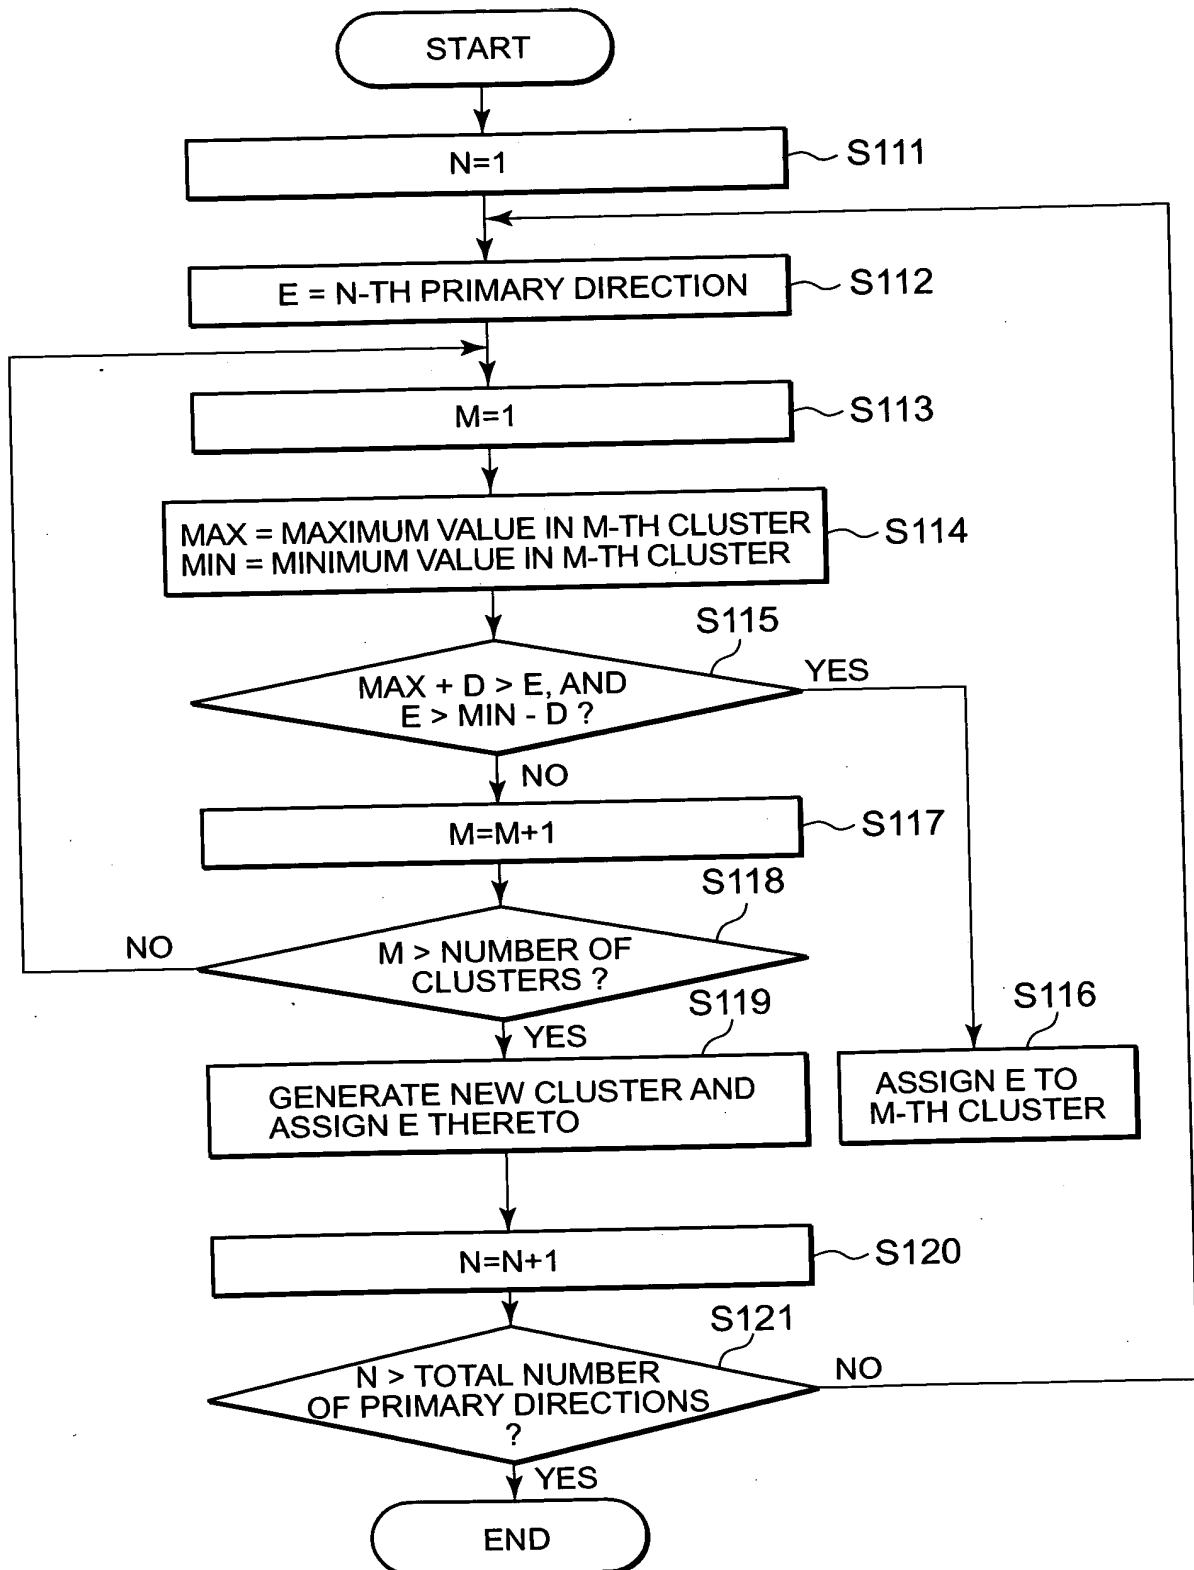 START
N=1
S111
E = N-TH PRIMARY DIRECTION
S112
M=1
S113
MAX = MAXIMUM VALUE IN M-TH CLUSTER
MIN = MINIMUM VALUE IN M-TH CLUSTER
S114
S115
MAX + D > E, AND
E > MIN - D ?
YES
NO
M=M+1
S117
S118
M > NUMBER OF
CLUSTERS ?
NO
YES
S119
GENERATE NEW CLUSTER AND
ASSIGN E THERETO
S116
ASSIGN E TO
M-TH CLUSTER
N=N+1
S120
S121
N > TOTAL NUMBER
OF PRIMARY DIRECTIONS
?
NO
YES
END